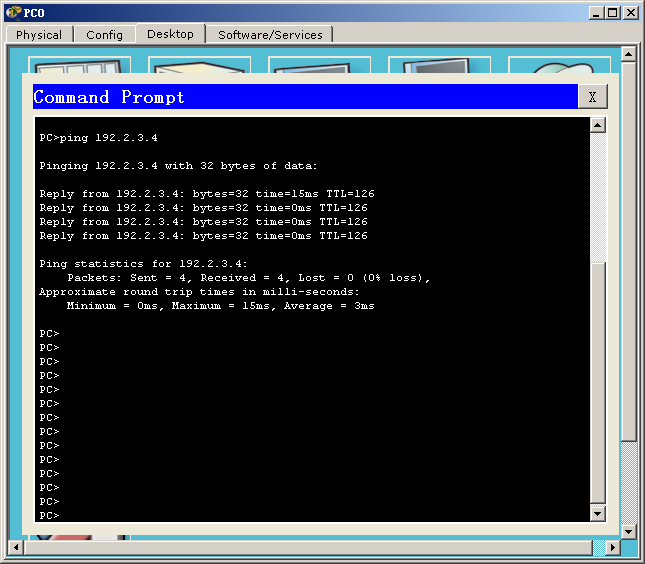 PC0
Physical Config Desktop Software/Services
Command Prompt X
PC>ping 192.2.3.4
Pinging 192.2.3.4 with 32 bytes of data:
Reply from 192.2.3.4: bytes=32 time=15ms TTL=126
Reply from 192.2.3.4: bytes=32 time=0ms TTL=126
Reply from 192.2.3.4: bytes=32 time=0ms TTL=126
Reply from 192.2.3.4: bytes=32 time=0ms TTL=126
Ping statistics for 192.2.3.4:
Packets: Sent = 4, Received = 4, Lost = 0 (0% loss),
Approximate round trip times in milli-seconds:
Minimum = 0ms, Maximum = 15ms, Average = 3ms
PC>
PC>
PC>
PC>
PC>
PC>
PC>
PC>
PC>
PC>
PC>
PC>
PC>
PC>